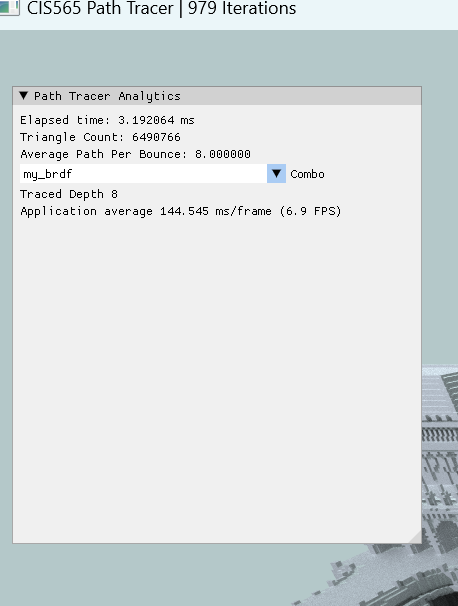 CIS565 Path Tracer | 979 Iterations
Path Tracer Analytics
Elapsed time: 3.192064 ms
Triangle Count: 6490766
Average Path Per Bounce: 8.000000
my_brdf Combo
Traced Depth 8
Application average 144.545 ms/frame (6.9 FPS)